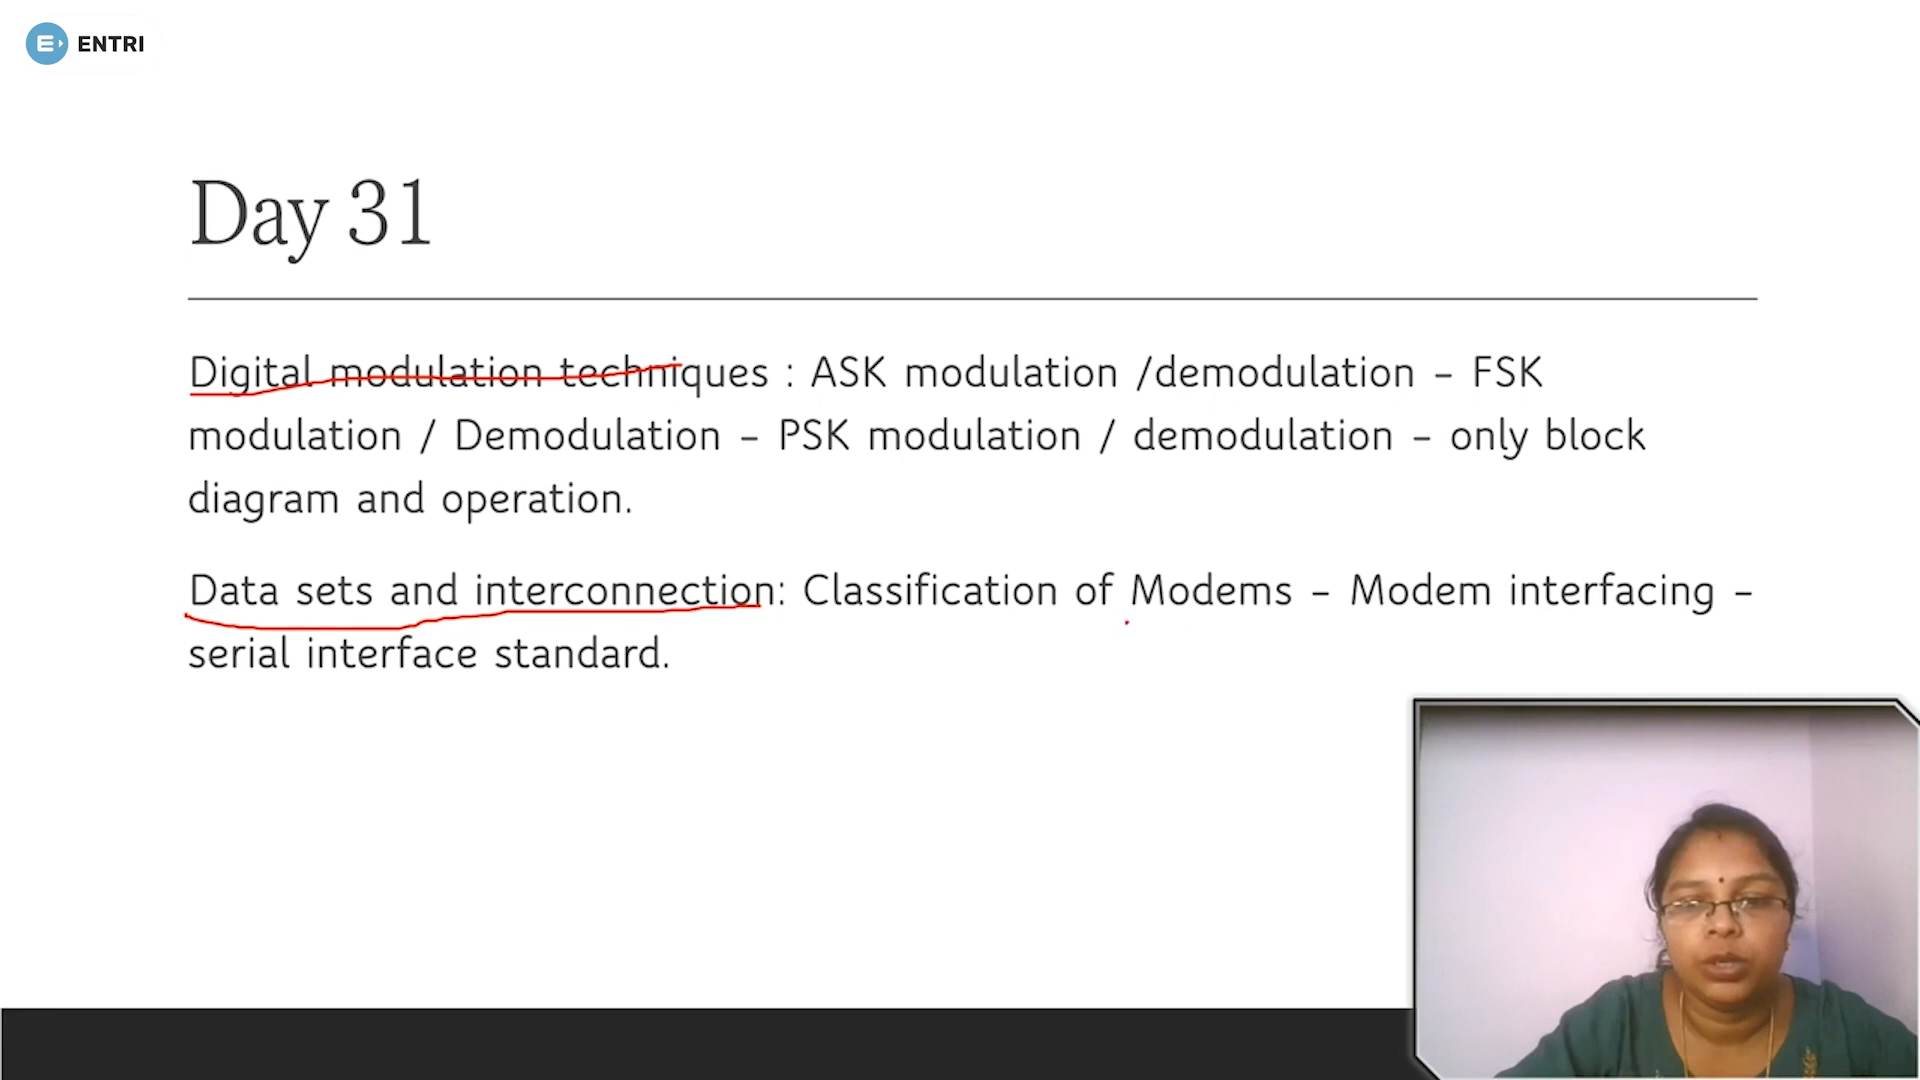 ENTRI
Day 31
Digital modulation techniques : ASK modulation /demodulation – FSK
modulation / Demodulation – PSK modulation / demodulation – only block
diagram and operation.
Data sets and interconnection: Classification of Modems – Modem interfacing –
serial interface standard.